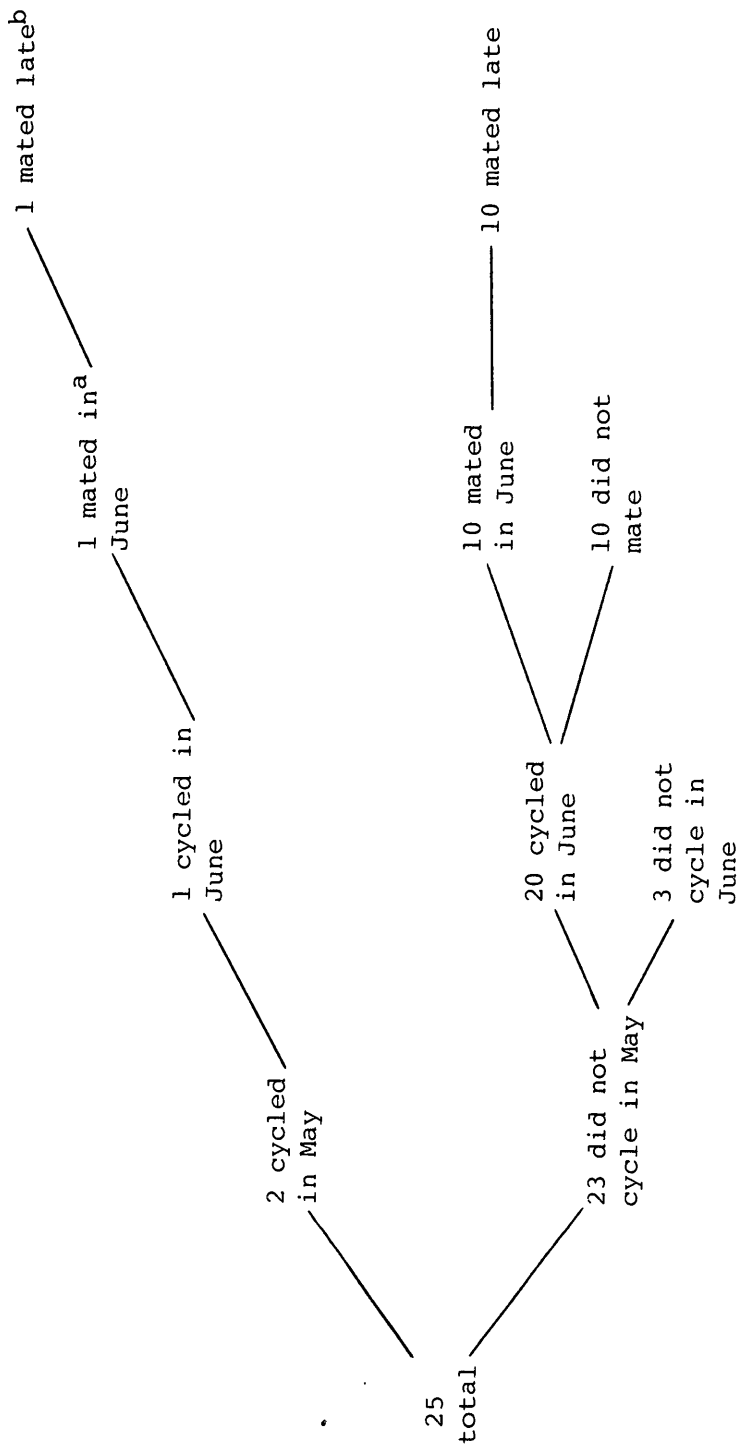 25
total
2 cycled
in May
1 cycled in
June
1 mated inᵃ
June
1 mated lateᵇ
23 did not
cycle in May
20 cycled
in June
10 mated
in June
10 mated late
10 did not
mate
3 did not
cycle in
June